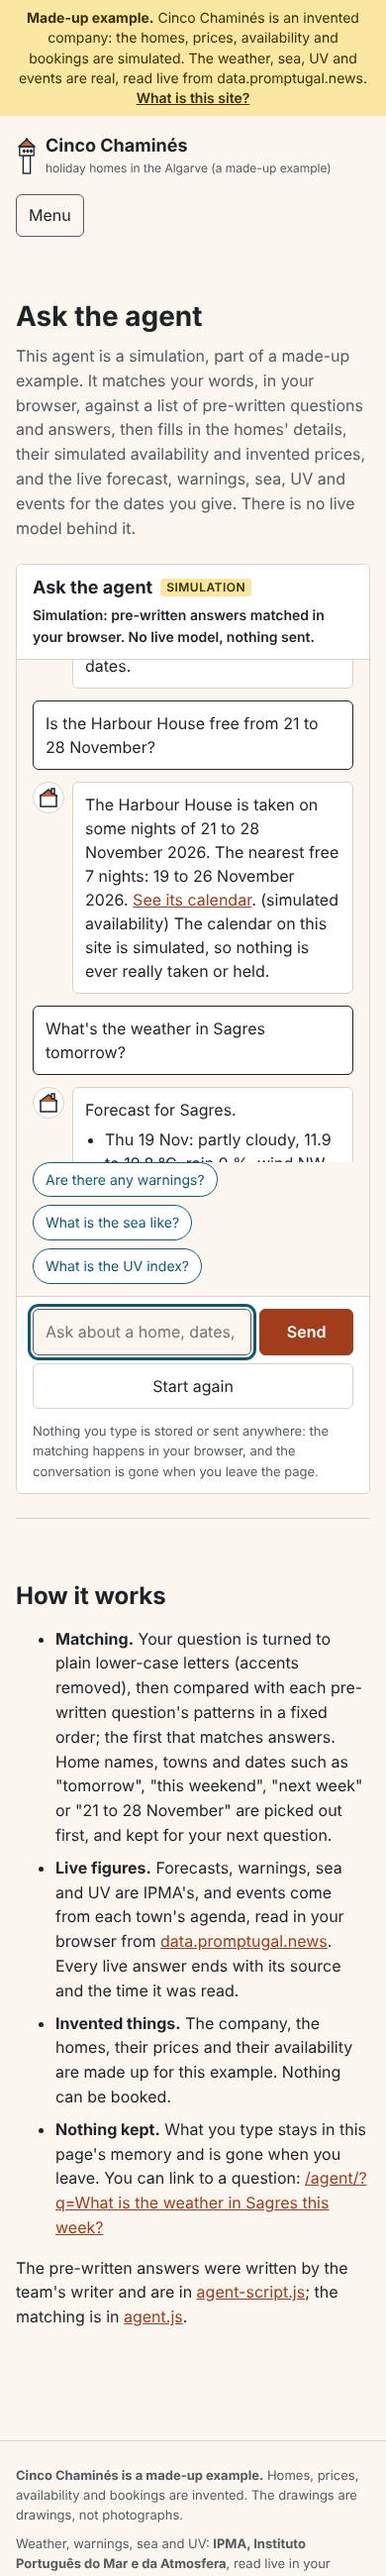 Made-up example. Cinco Chaminés is an invented
company: the homes, prices, availability and
bookings are simulated. The weather, sea, UV and
events are real, read live from data.promptugal.news.
What is this site?
Cinco Chaminés
holiday homes in the Algarve (a made-up example)
Menu
Ask the agent
This agent is a simulation, part of a made-up
example. It matches your words, in your
browser, against a list of pre-written questions
and answers, then fills in the homes' details,
their simulated availability and invented prices,
and the live forecast, warnings, sea, UV and
events for the dates you give. There is no live
model behind it.
Ask the agent SIMULATION
Simulation: pre-written answers matched in
your browser. No live model, nothing sent.
dates.
Is the Harbour House free from 21 to
28 November?
The Harbour House is taken on
some nights of 21 to 28
November 2026. The nearest free
7 nights: 19 to 26 November
2026. See its calendar. (simulated
availability) The calendar on this
site is simulated, so nothing is
ever really taken or held.
What's the weather in Sagres
tomorrow?
Forecast for Sagres.
• Thu 19 Nov: partly cloudy, 11.9
Are there any warnings?
What is the sea like?
What is the UV index?
Ask about a home, dates,
Send
Start again
Nothing you type is stored or sent anywhere: the
matching happens in your browser, and the
conversation is gone when you leave the page.
How it works
• Matching. Your question is turned to
plain lower-case letters (accents
removed), then compared with each pre-
written question's patterns in a fixed
order; the first that matches answers.
Home names, towns and dates such as
"tomorrow", "this weekend", "next week"
or "21 to 28 November" are picked out
first, and kept for your next question.
• Live figures. Forecasts, warnings, sea
and UV are IPMA's, and events come
from each town's agenda, read in your
browser from data.promptugal.news.
Every live answer ends with its source
and the time it was read.
• Invented things. The company, the
homes, their prices and their availability
are made up for this example. Nothing
can be booked.
• Nothing kept. What you type stays in this
page's memory and is gone when you
leave. You can link to a question: /agent/?
q=What is the weather in Sagres this
week?
The pre-written answers were written by the
team's writer and are in agent-script.js; the
matching is in agent.js.
Cinco Chaminés is a made-up example. Homes, prices,
availability and bookings are invented. The drawings are
drawings, not photographs.
Weather, warnings, sea and UV: IPMA, Instituto
Português do Mar e da Atmosfera, read live in your